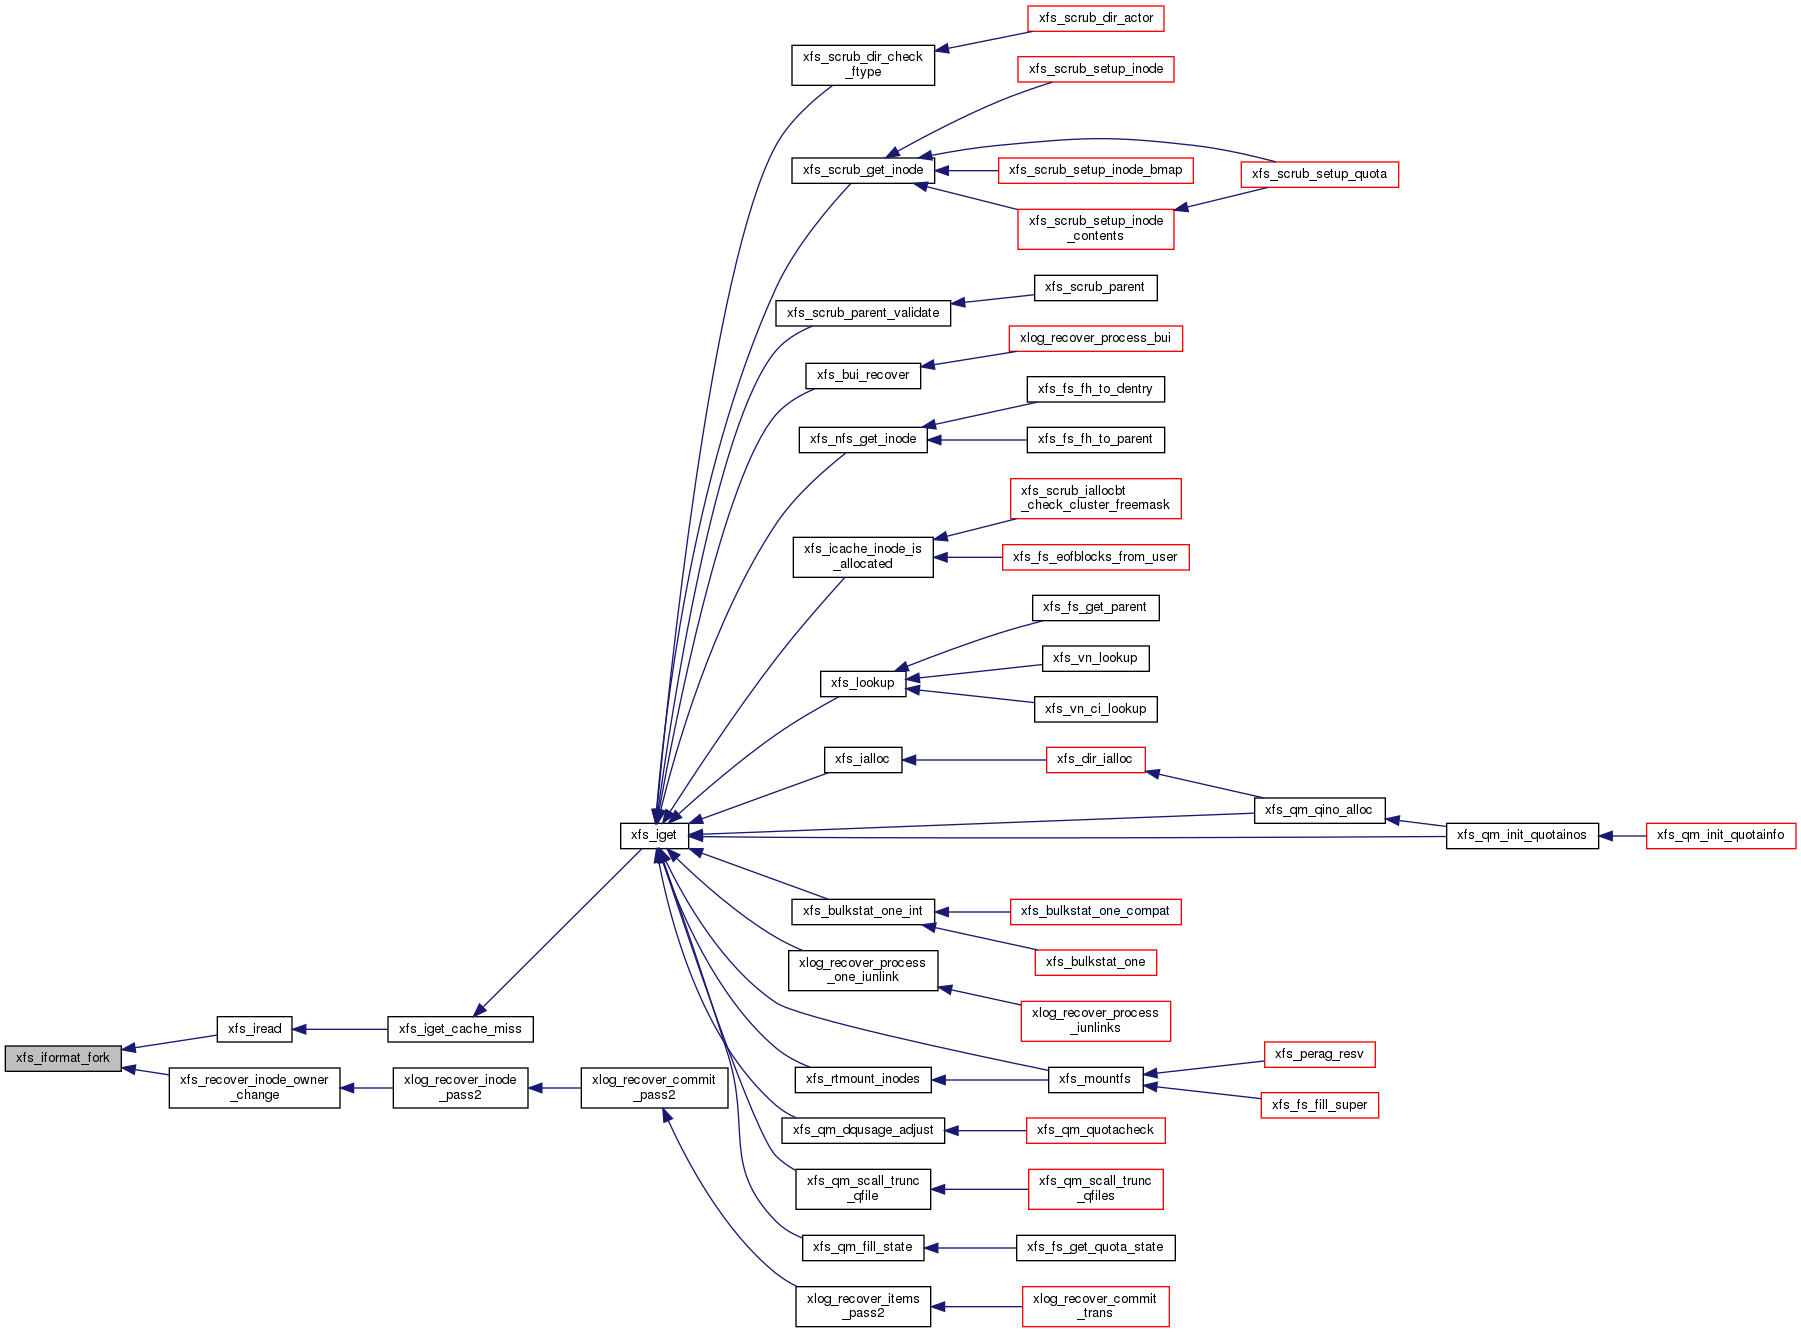 xfs_scrub_dir_actor
xfs_scrub_dir_check
_ftype
xfs_scrub_setup_inode
xfs_scrub_get_inode
xfs_scrub_setup_inode_bmap
xfs_scrub_setup_quota
xfs_scrub_setup_inode
_contents
xfs_scrub_parent
xfs_scrub_parent_validate
xlog_recover_process_bui
xfs_bui_recover
xfs_fs_fh_to_dentry
xfs_nfs_get_inode
xfs_fs_fh_to_parent
xfs_scrub_iallocbt
_check_cluster_freemask
xfs_icache_inode_is
_allocated
xfs_fs_eofblocks_from_user
xfs_fs_get_parent
xfs_vn_lookup
xfs_lookup
xfs_vn_ci_lookup
xfs_ialloc
xfs_dir_ialloc
xfs_qm_qino_alloc
xfs_iget
xfs_qm_init_quotainos
xfs_qm_init_quotainfo
xfs_bulkstat_one_int
xfs_bulkstat_one_compat
xfs_bulkstat_one
xlog_recover_process
_one_iunlink
xlog_recover_process
_iunlinks
xfs_iread
xfs_iget_cache_miss
xfs_iformat_fork
xfs_perag_resv
xfs_recover_inode_owner
_change
xlog_recover_inode
_pass2
xlog_recover_commit
_pass2
xfs_rtmount_inodes
xfs_mountfs
xfs_fs_fill_super
xfs_qm_dqusage_adjust
xfs_qm_quotacheck
xfs_qm_scall_trunc
_qfile
xfs_qm_scall_trunc
_qfiles
xfs_qm_fill_state
xfs_fs_get_quota_state
xlog_recover_items
_pass2
xlog_recover_commit
_trans